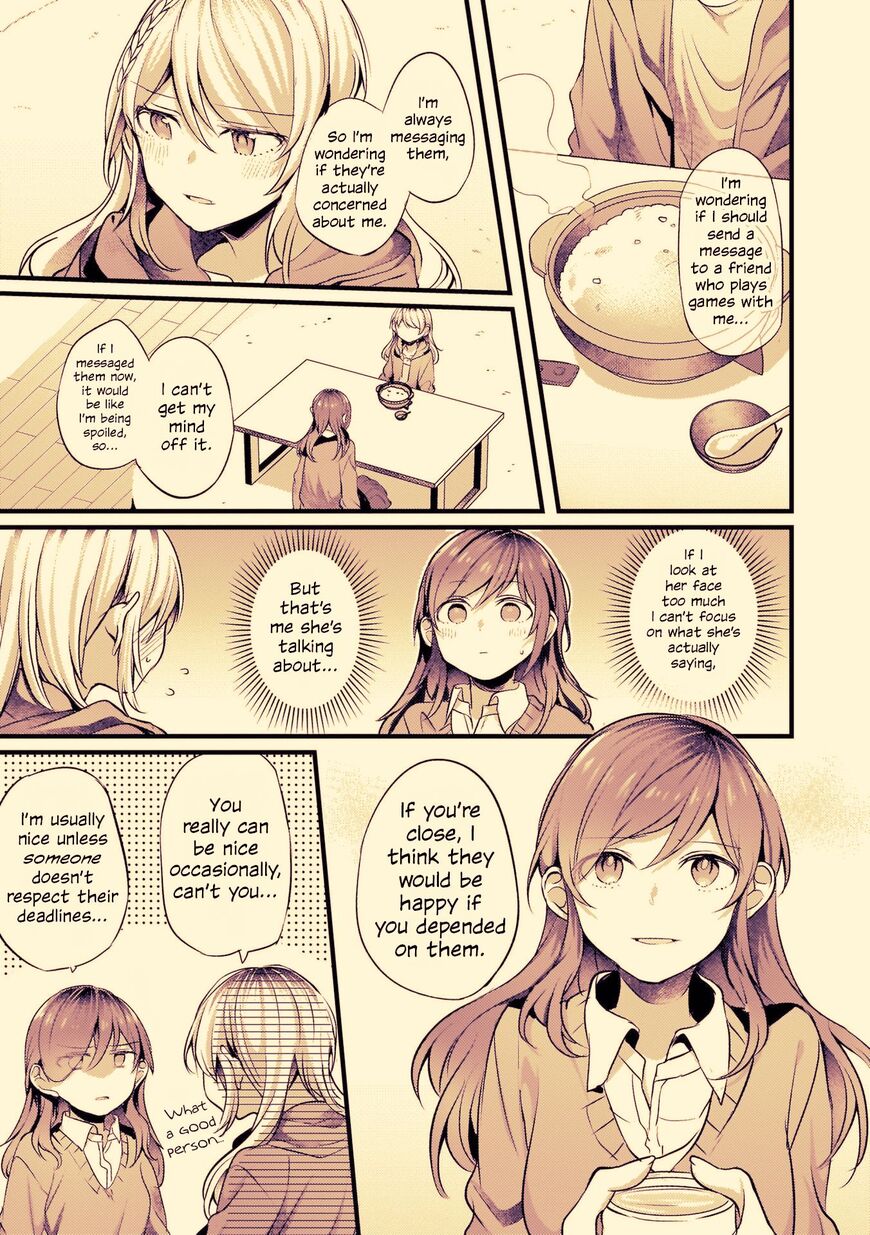 I'm
wondering
if I should
send a
message
to a friend
who plays
games with
me...
I'm
always
messaging
them,
So I'm
wondering
if they're
actually
concerned
about me.
I can't
get my
mind
off it.
If I
messaged
them now,
it would
be like
I'm being
spoiled,
so...
If I
look at
her face
too much
I can't focus
on what she's
actually
saying,
But
that's
me she's
talking
about...
If you're
close, I
think they
would be
happy if
you depended
on them.
You
really can
be nice
occasionally,
can't you...
I'm usually
nice unless
someone
doesn't
respect their
deadlines...
What
a good
person...